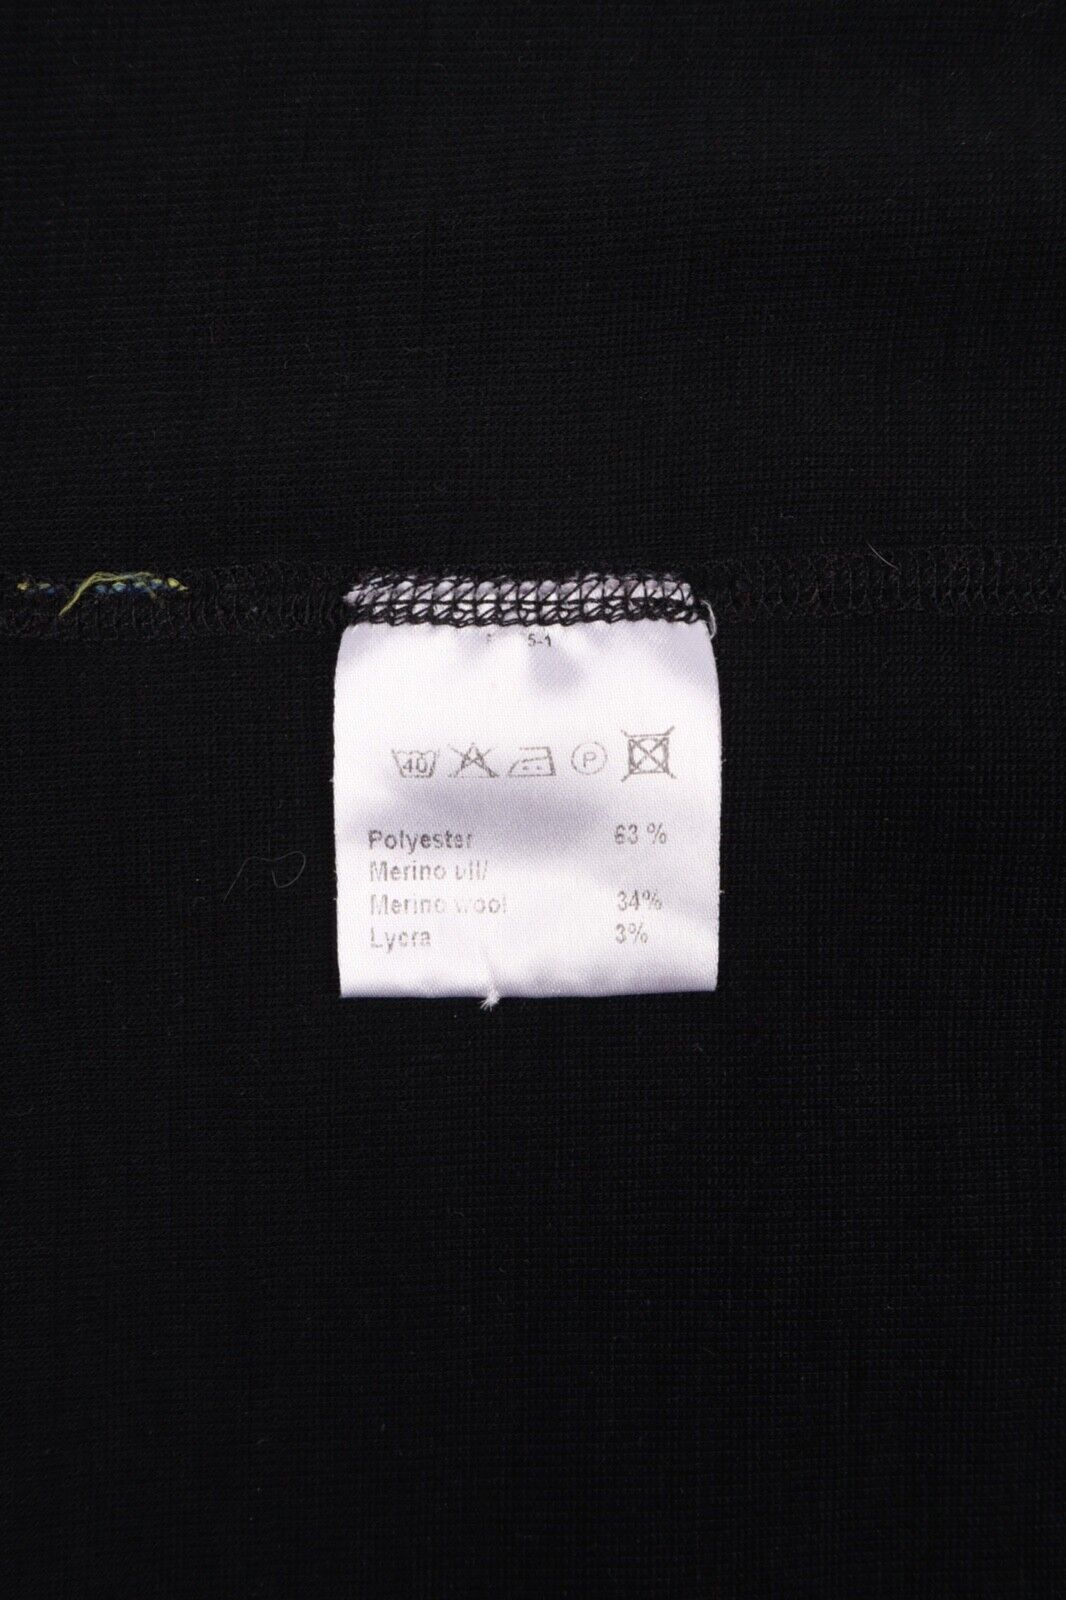 5-1
40 P
Polyester 63 %
Merino ull/
Merino wool 34%
Lycra 3%